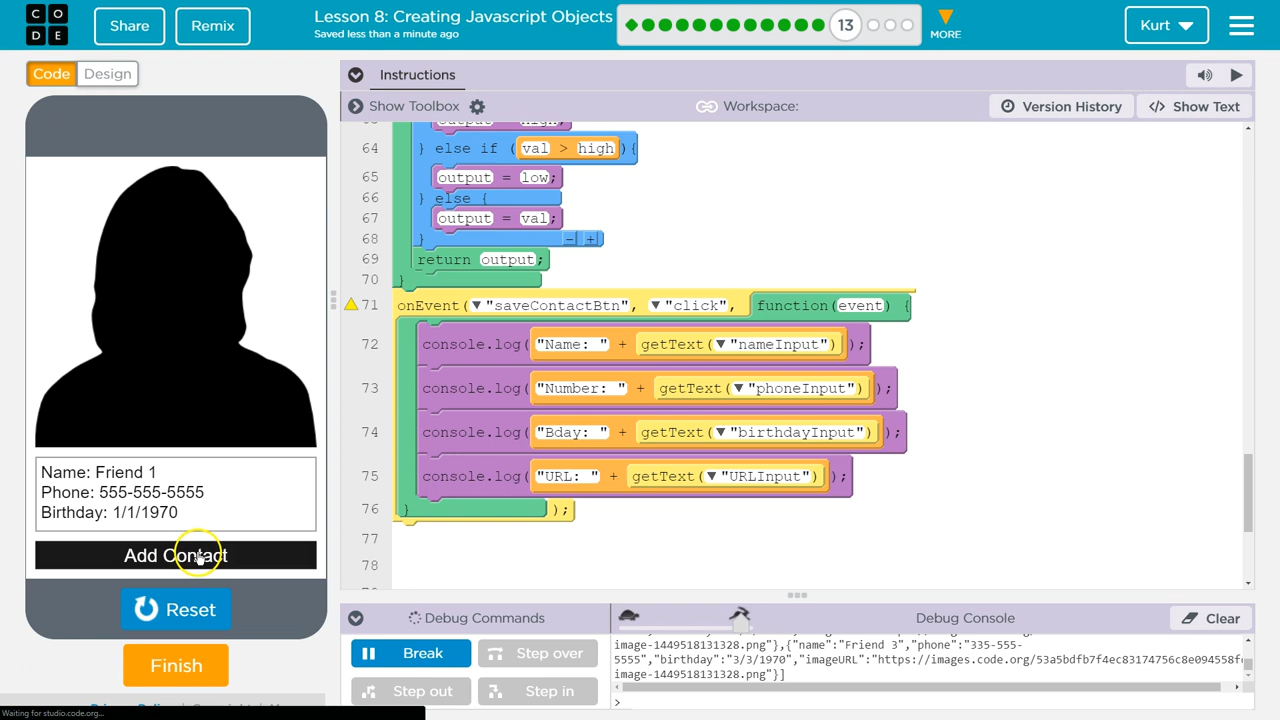 C O
D E
Share
Remix
Lesson 8: Creating Javascript Objects
Saved less than a minute ago
13
MORE
Kurt
Code
Design
Instructions
Show Toolbox
Workspace:
Version History
</> Show Text
64 } else if ( val > high ){
65 output = low;
66 } else {
67 output = val;
68 } - +
69 return output;
70 }
71 onEvent( "saveContactBtn", "click", function(event) {
72 console.log( "Name: " + getText( "nameInput") );
73 console.log( "Number: " + getText( "phoneInput") );
74 console.log( "Bday: " + getText( "birthdayInput") );
75 console.log( "URL: " + getText( "URLInput") );
76 } );
77
78
Name: Friend 1
Phone: 555-555-5555
Birthday: 1/1/1970
Add Contact
Reset
Finish
Debug Commands
Break
Step over
Step out
Step in
Debug Console
Clear
image-1449518131328.png"},{"name":"Friend 3","phone":"335-555-
5555","birthday":"3/3/1970","imageURL":"https://images.code.org/53a5bdfb7f4ec83174756c8e094558f
image-1449518131328.png"}]
>
Waiting for studio.code.org...